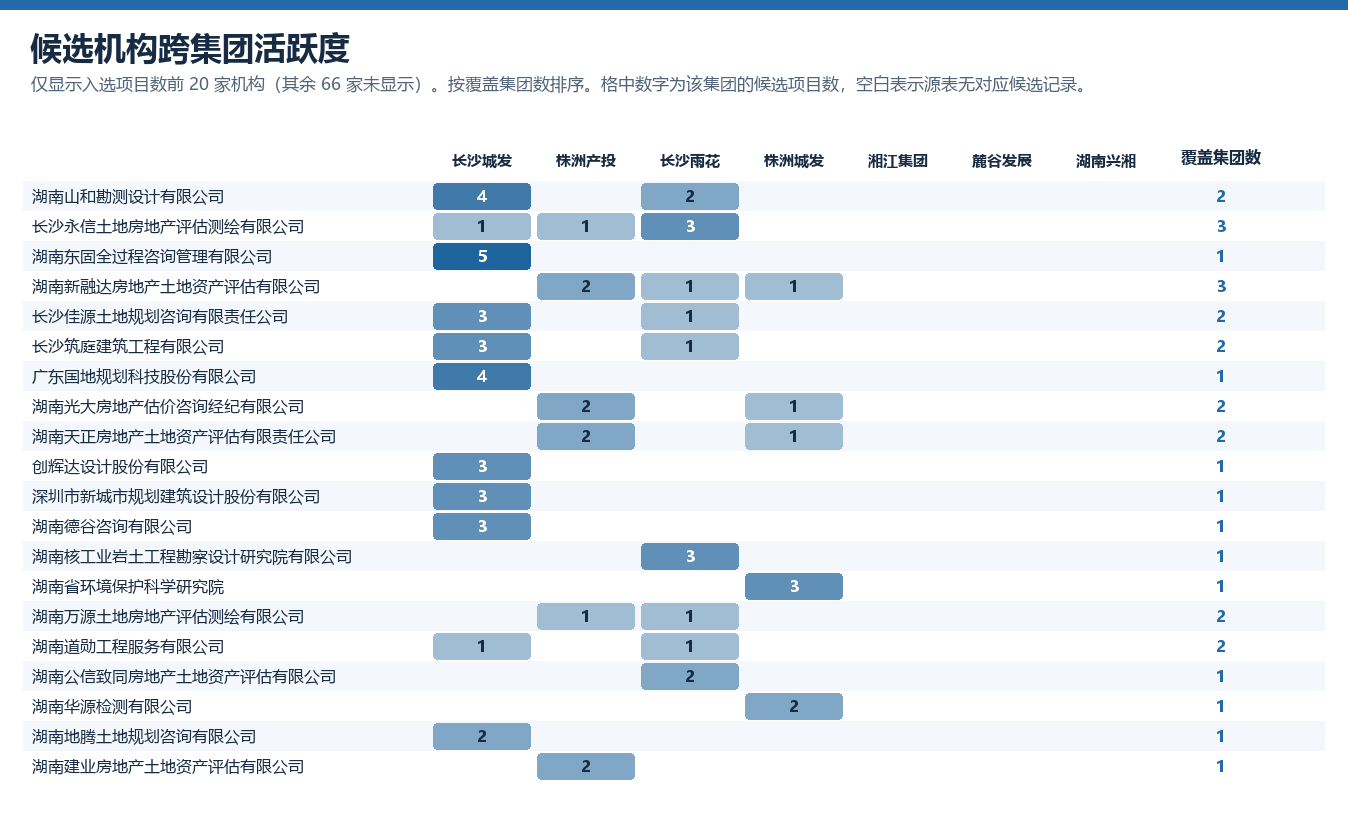 候选机构跨集团活跃度
仅显示入选项目数前 20 家机构（其余 66 家未显示）。按覆盖集团数排序。格中数字为该集团的候选项目数，空白表示源表无对应候选记录。
长沙城发 株洲产投 长沙雨花 株洲城发 湘江集团 麓谷发展 湖南兴湘 覆盖集团数
湖南山和勘测设计有限公司 4 2 2
长沙永信土地房地产评估测绘有限公司 1 1 3 3
湖南东固全过程咨询管理有限公司 5 1
湖南新融达房地产土地资产评估有限公司 2 1 1 3
长沙佳源土地规划咨询有限责任公司 3 1 2
长沙筑庭建筑工程有限公司 3 1 2
广东国地规划科技股份有限公司 4 1
湖南光大房地产估价咨询经纪有限公司 2 1 2
湖南天正房地产土地资产评估有限责任公司 2 1 2
创辉达设计股份有限公司 3 1
深圳市新城市规划建筑设计股份有限公司 3 1
湖南德谷咨询有限公司 3 1
湖南核工业岩土工程勘察设计研究院有限公司 3 1
湖南省环境保护科学研究院 3 1
湖南万源土地房地产评估测绘有限公司 1 1 2
湖南道勋工程服务有限公司 1 1 2
湖南公信致同房地产土地资产评估有限公司 2 1
湖南华源检测有限公司 2 1
湖南地腾土地规划咨询有限公司 2 1
湖南建业房地产土地资产评估有限公司 2 1